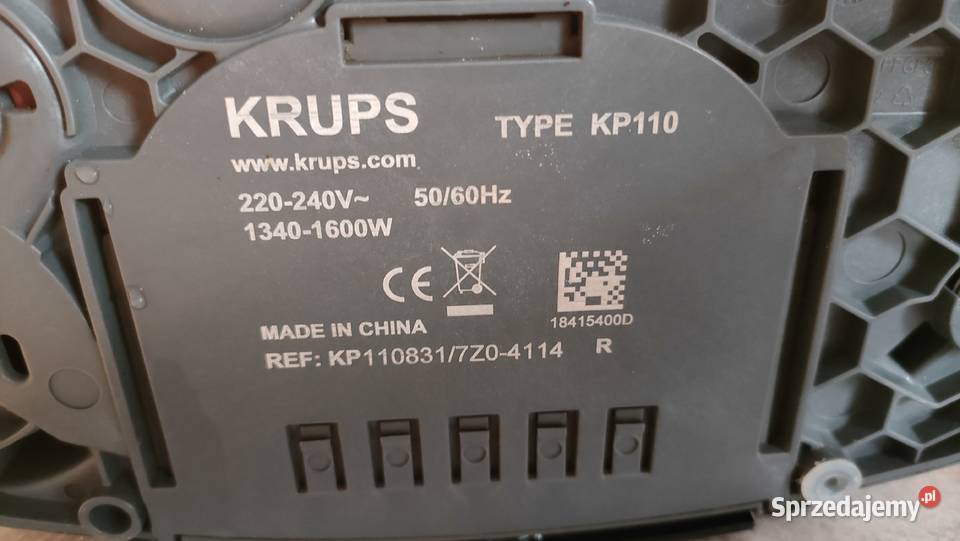 KRUPS
TYPE KP110
www.krups.com
220-240V~ 50/60Hz
1340-1600W
CE
18415400D
MADE IN CHINA
REF: KP110831/7Z0-4114 R
Sprzedajemy.pl